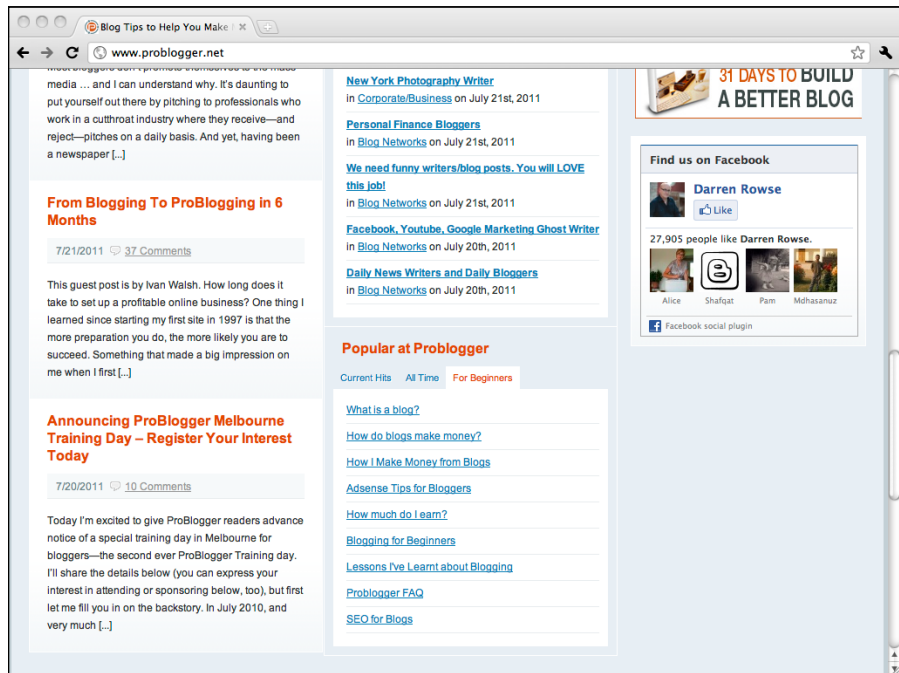 Blog Tips to Help You Make
www.problogger.net
media … and I can understand why. It's daunting to
put yourself out there by pitching to professionals who
work in a cutthroat industry where they receive—and
reject—pitches on a daily basis. And yet, having been
a newspaper [...]
From Blogging To ProBlogging in 6
Months
7/21/2011 37 Comments
This guest post is by Ivan Walsh. How long does it
take to set up a profitable online business? One thing I
learned since starting my first site in 1997 is that the
more preparation you do, the more likely you are to
succeed. Something that made a big impression on
me when I first [...]
Announcing ProBlogger Melbourne
Training Day – Register Your Interest
Today
7/20/2011 10 Comments
Today I'm excited to give ProBlogger readers advance
notice of a special training day in Melbourne for
bloggers—the second ever ProBlogger Training day.
I'll share the details below (you can express your
interest in attending or sponsoring below, too), but first
let me fill you in on the backstory. In July 2010, and
very much [...]
New York Photography Writer
in Corporate/Business on July 21st, 2011
Personal Finance Bloggers
in Blog Networks on July 21st, 2011
We need funny writers/blog posts. You will LOVE
this job!
in Blog Networks on July 21st, 2011
Facebook, Youtube, Google Marketing Ghost Writer
in Blog Networks on July 20th, 2011
Daily News Writers and Daily Bloggers
in Blog Networks on July 20th, 2011
Popular at Problogger
Current Hits All Time For Beginners
What is a blog?
How do blogs make money?
How I Make Money from Blogs
Adsense Tips for Bloggers
How much do I earn?
Blogging for Beginners
Lessons I've Learnt about Blogging
Problogger FAQ
SEO for Blogs
31 DAYS TO BUILD
A BETTER BLOG
Find us on Facebook
Darren Rowse
Like
27,905 people like Darren Rowse.
Alice Shafqat Pam Mdhasanuz
Facebook social plugin